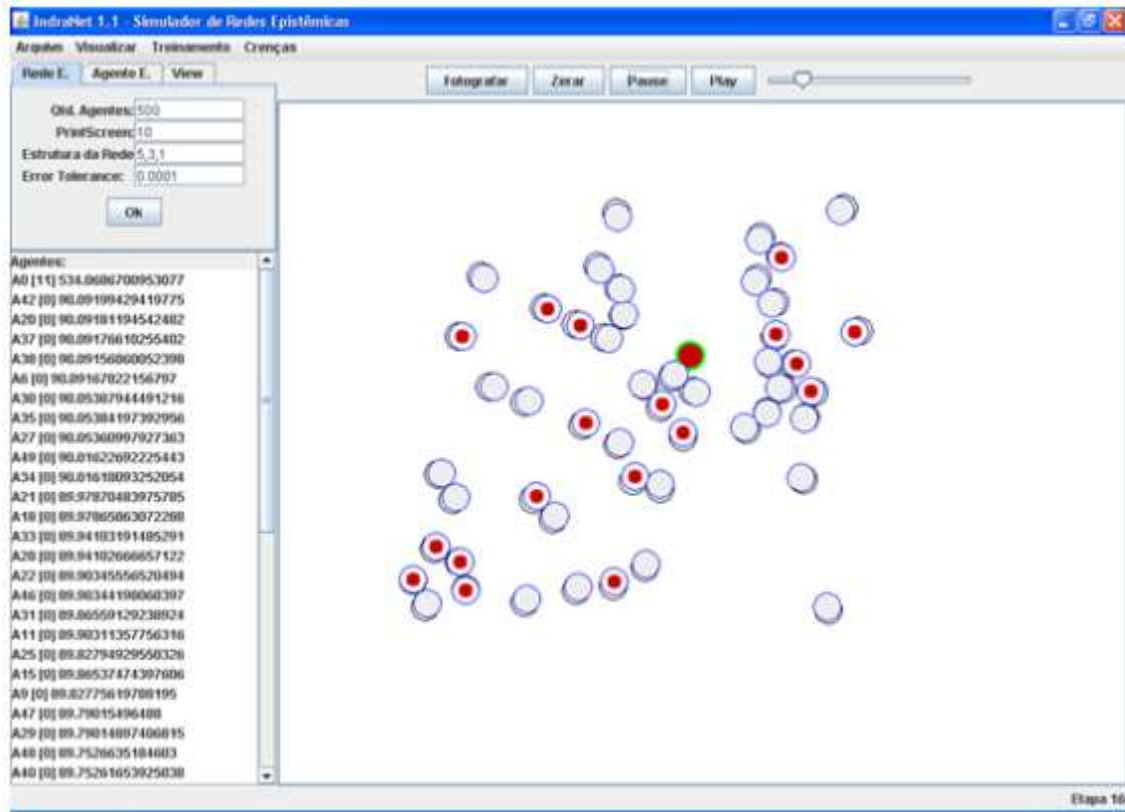 IndraNet 1.1 - Simulador de Redes Epistêmicas
Arquivo Visualizar Treinamento Crenças
Rede E. Agente E. View
Fotografar Zerar Pause Play
Qtd. Agentes: 500
PrintScreen: 10
Estrutura da Rede 5,3,1
Error Tolerance: 0.0001
Ok
Agentes:
A0 [11] 534.0606700953077
A42 [0] 90.09199429419775
A20 [0] 90.09181194542482
A37 [0] 90.09176610255402
A38 [0] 90.09156860052398
A6 [0] 90.09167022156797
A30 [0] 90.05387944491216
A35 [0] 90.05384197392956
A27 [0] 90.05360997927363
A49 [0] 90.01622692225443
A34 [0] 90.01618093252054
A21 [0] 89.97870483975785
A18 [0] 89.97865863072288
A33 [0] 89.94183191485291
A28 [0] 89.94102666657122
A22 [0] 89.90345556520494
A46 [0] 89.90344198068397
A31 [0] 89.86559129238924
A11 [0] 89.90311357756316
A25 [0] 89.82794929558326
A15 [0] 89.86537474397686
A9 [0] 89.82775619788195
A47 [0] 89.79015496488
A29 [0] 89.79014897406815
A48 [0] 89.7526635184683
A40 [0] 89.75261653925038
Etapa 16